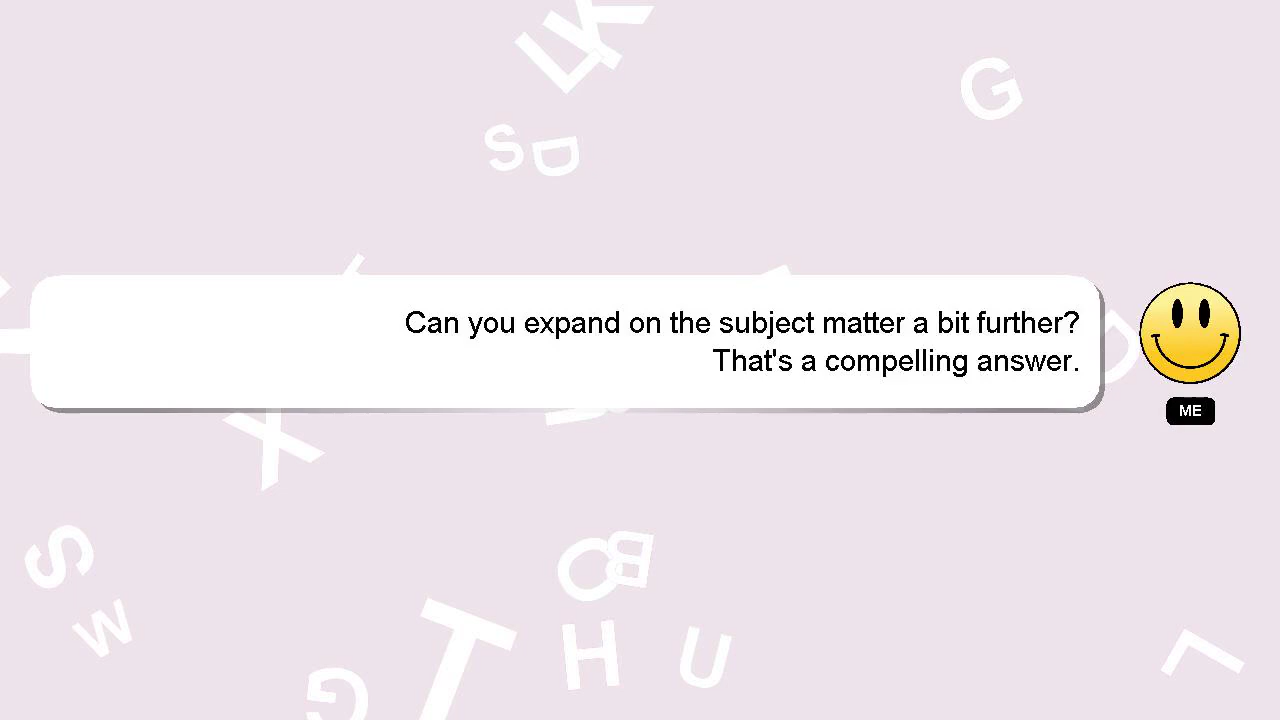 Can you expand on the subject matter a bit further?
That's a compelling answer.
ME
L
K
G
S
D
X
S
W
C
B
T
H
U
G
L